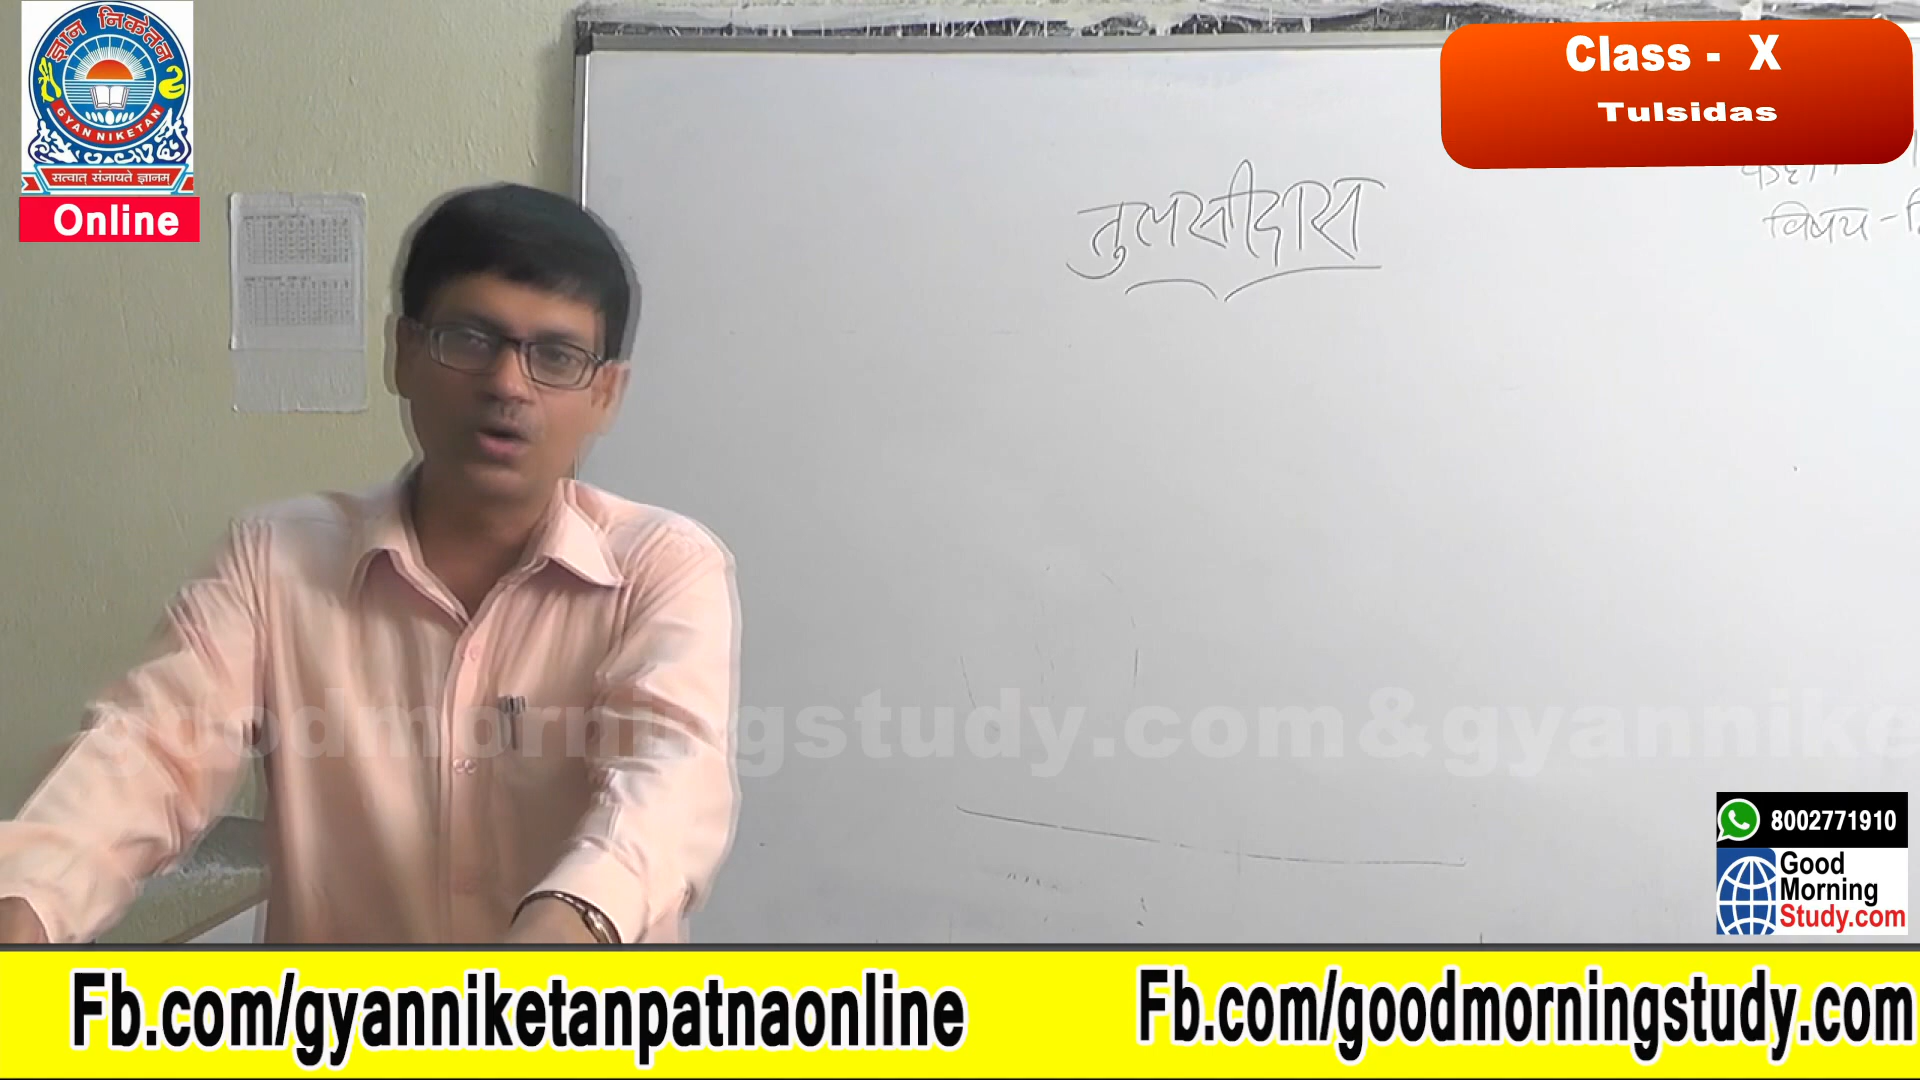 ज्ञान निकेतन
GYAN NIKETAN
सत्वात् संजायते ज्ञानम्
Online
Class - X
Tulsidas
तुलसीदास
विषय -
goodmorningstudy.com&gyannike
8002771910
Good
Morning
Study.com
Fb.com/gyanniketanpatnaonline
Fb.com/goodmorningstudy.com